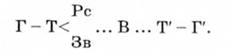 Рс
Г – Т< ... В ... Т′ – Г′.
Зв